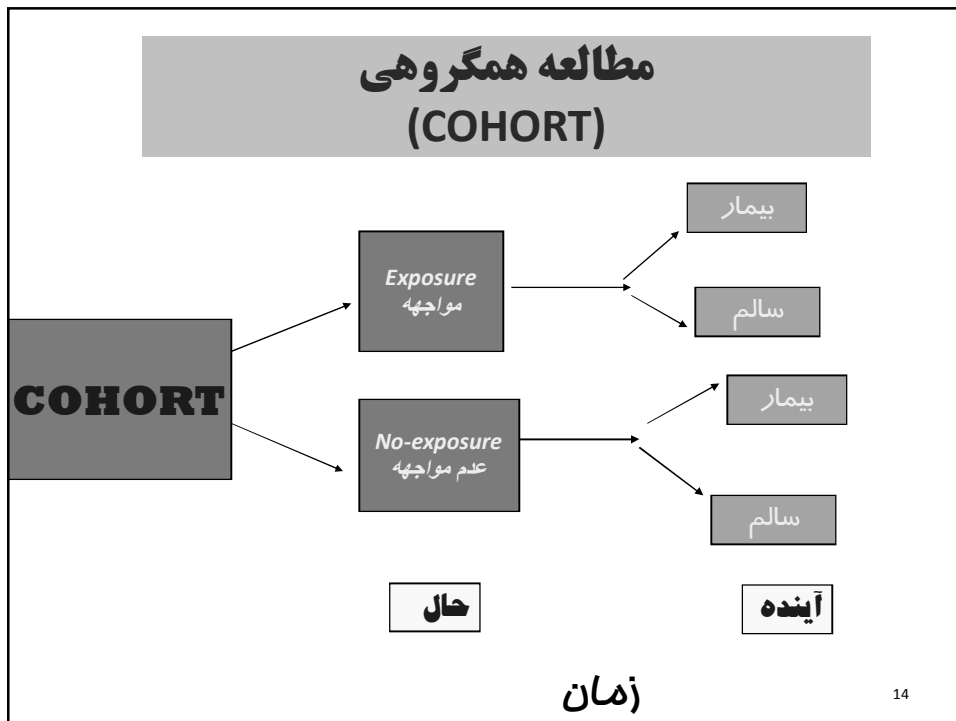 مطالعه همگروهی
(COHORT)
بیمار
Exposure
مواجهه
سالم
COHORT
بیمار
No-exposure
عدم مواجهه
سالم
حال
آینده
زمان
14